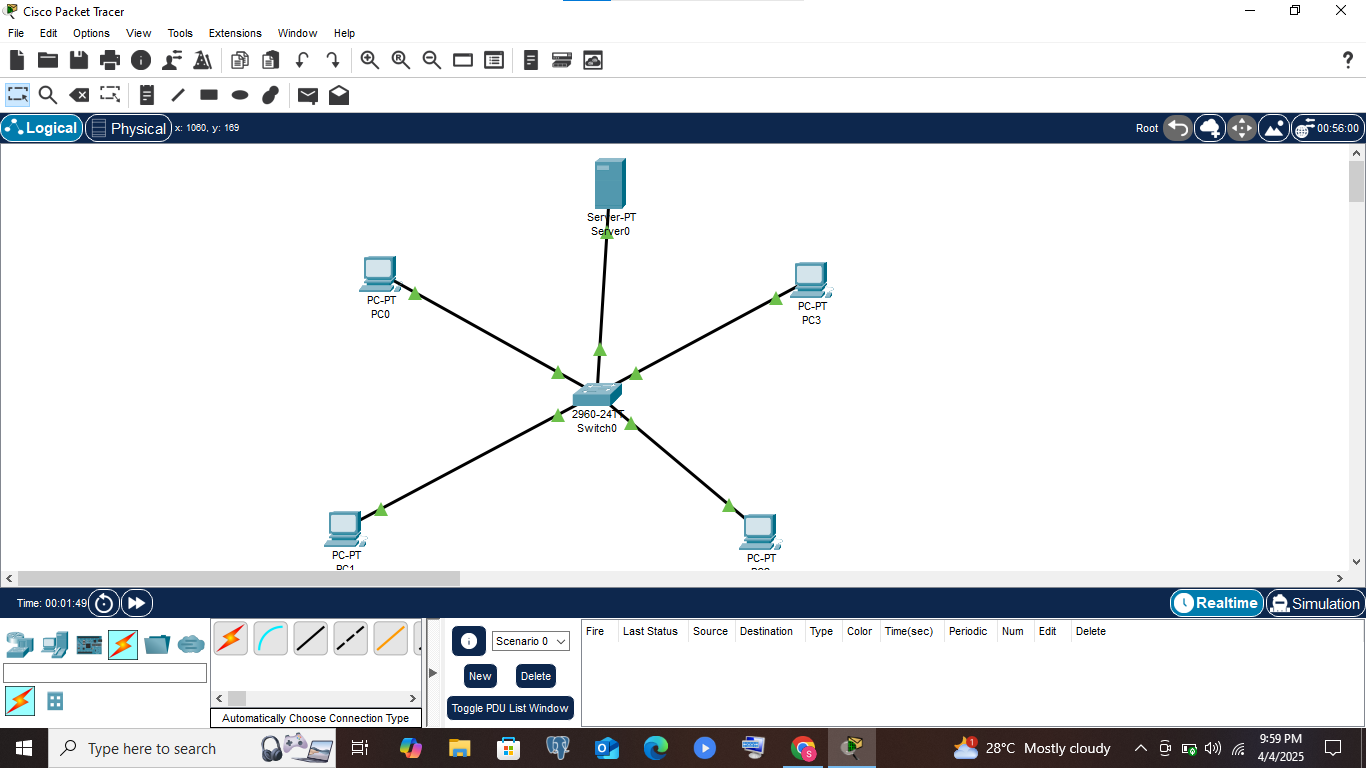 Cisco Packet Tracer
File Edit Options View Tools Extensions Window Help
Logical Physical x: 1060, y: 169 Root 00:56:00
Server-PT
Server0
PC-PT
PC0
PC-PT
PC3
2960-24TT
Switch0
PC-PT
PC1
PC-PT
Time: 00:01:49 Realtime Simulation
Scenario 0
New Delete
Toggle PDU List Window
Fire Last Status Source Destination Type Color Time(sec) Periodic Num Edit Delete
Automatically Choose Connection Type
Type here to search
1
28°C Mostly cloudy
9:59 PM
4/4/2025